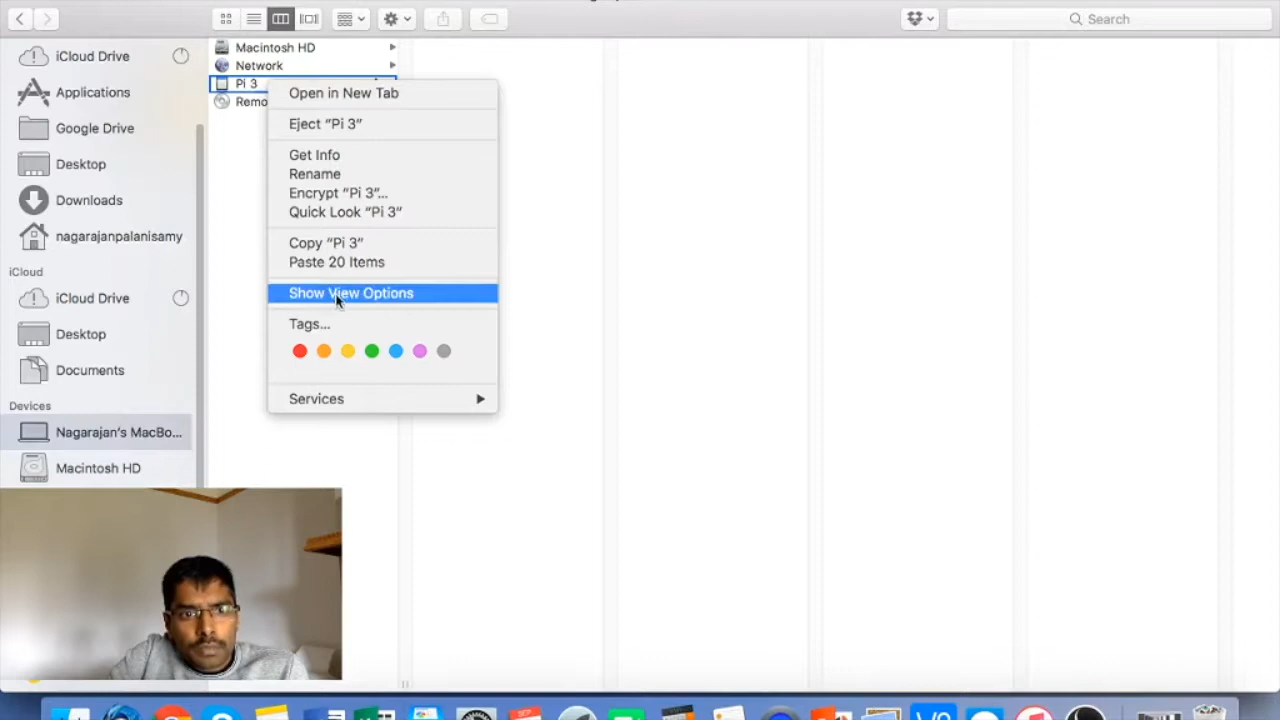 Search
iCloud Drive
Applications
Google Drive
Desktop
Downloads
nagarajanpalanisamy
iCloud
iCloud Drive
Desktop
Documents
Devices
Nagarajan's MacBo...
Macintosh HD
Macintosh HD
Network
Pi 3
Remo
Open in New Tab
Eject “Pi 3”
Get Info
Rename
Encrypt “Pi 3”...
Quick Look “Pi 3”
Copy “Pi 3”
Paste 20 Items
Show View Options
Tags...
Services